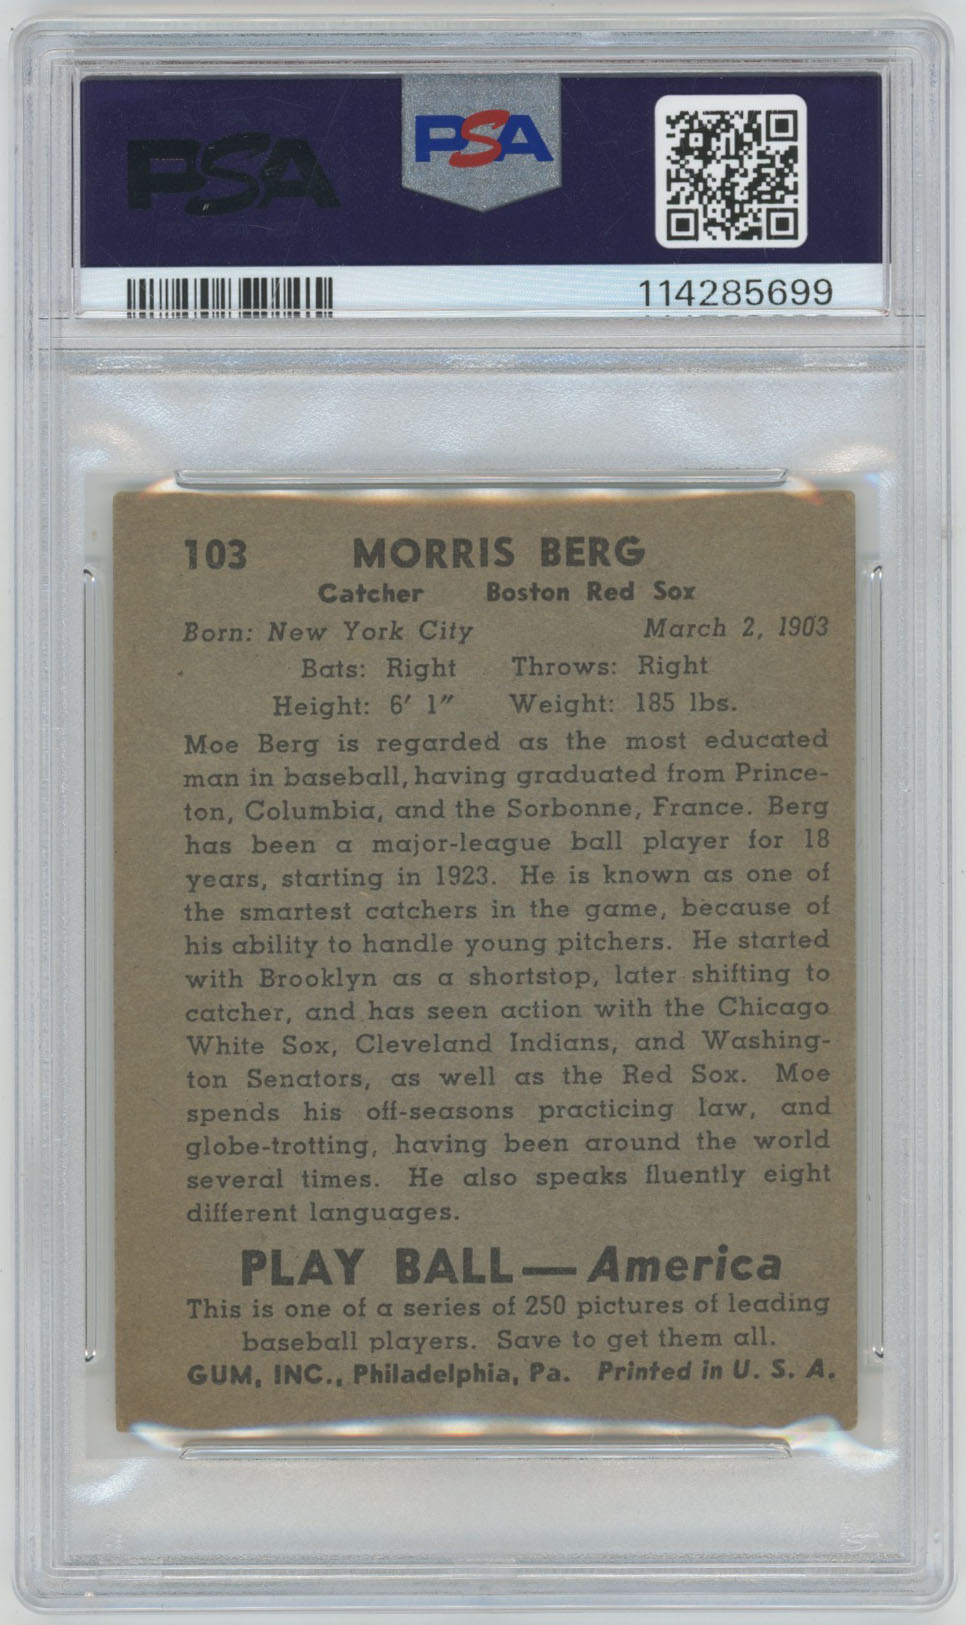 PSA
PSA
114285699
103 MORRIS BERG
Catcher Boston Red Sox
Born: New York City March 2, 1903
Bats: Right Throws: Right
Height: 6' 1" Weight: 185 lbs.
Moe Berg is regarded as the most educated
man in baseball, having graduated from Prince-
ton, Columbia, and the Sorbonne, France. Berg
has been a major-league ball player for 18
years, starting in 1923. He is known as one of
the smartest catchers in the game, because of
his ability to handle young pitchers. He started
with Brooklyn as a shortstop, later shifting to
catcher, and has seen action with the Chicago
White Sox, Cleveland Indians, and Washing-
ton Senators, as well as the Red Sox. Moe
spends his off-seasons practicing law, and
globe-trotting, having been around the world
several times. He also speaks fluently eight
different languages.
PLAY BALL—America
This is one of a series of 250 pictures of leading
baseball players. Save to get them all.
GUM, INC., Philadelphia, Pa. Printed in U. S. A.